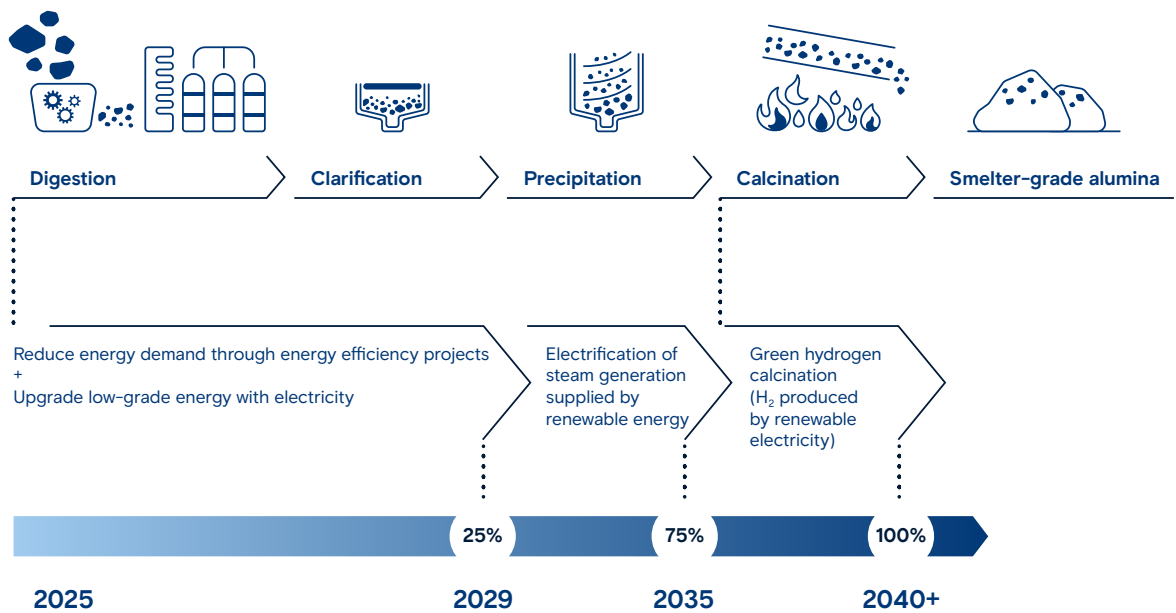 Digestion
Clarification
Precipitation
Calcination
Smelter-grade alumina
Reduce energy demand through energy efficiency projects
+
Upgrade low-grade energy with electricity
Electrification of
steam generation
supplied by
renewable energy
Green hydrogen
calcination
(H₂ produced
by renewable
electricity)
25%
75%
100%
2025
2029
2035
2040+